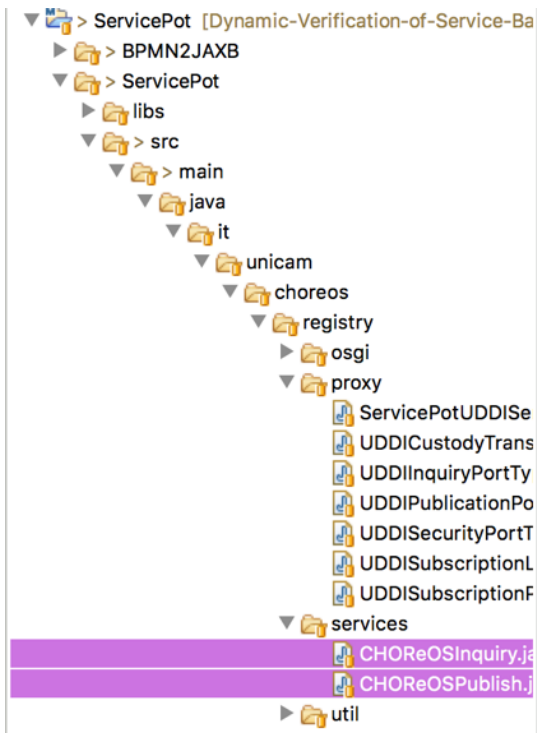 > ServicePot [Dynamic-Verification-of-Service-Ba
> BPMN2JAXB
> ServicePot
libs
> src
> main
java
it
unicam
choreos
registry
osgi
proxy
ServicePotUDDISe
UDDICustodyTrans
UDDIInquiryPortTy
UDDIPublicationPo
UDDISecurityPortT
UDDISubscriptionL
UDDISubscriptionP
services
CHOReOSInquiry.ja
CHOReOSPublish.j
util